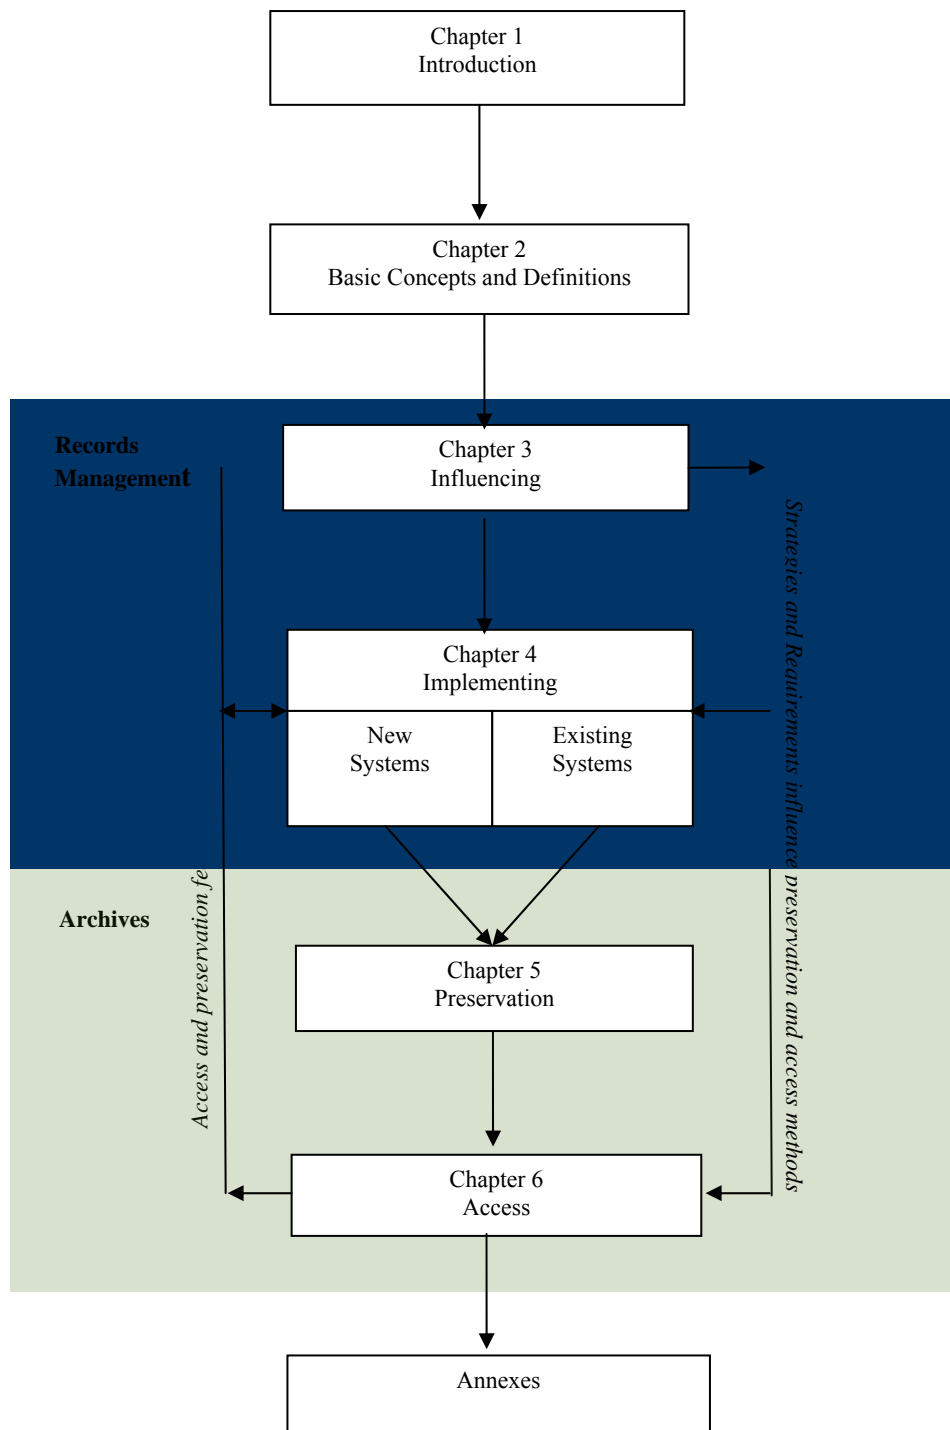 Chapter 1
Introduction
Chapter 2
Basic Concepts and Definitions
Records
Management
Chapter 3
Influencing
Strategies and Requirements influence preservation and access methods
Chapter 4
Implementing
New
Systems
Existing
Systems
Archives
Access and preservation fe
Chapter 5
Preservation
Chapter 6
Access
Annexes